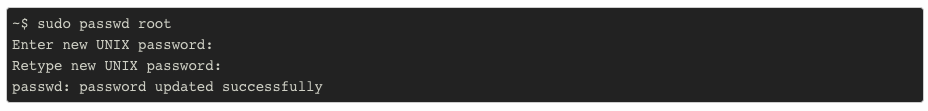 ~$ sudo passwd root
Enter new UNIX password:
Retype new UNIX password:
passwd: password updated successfully